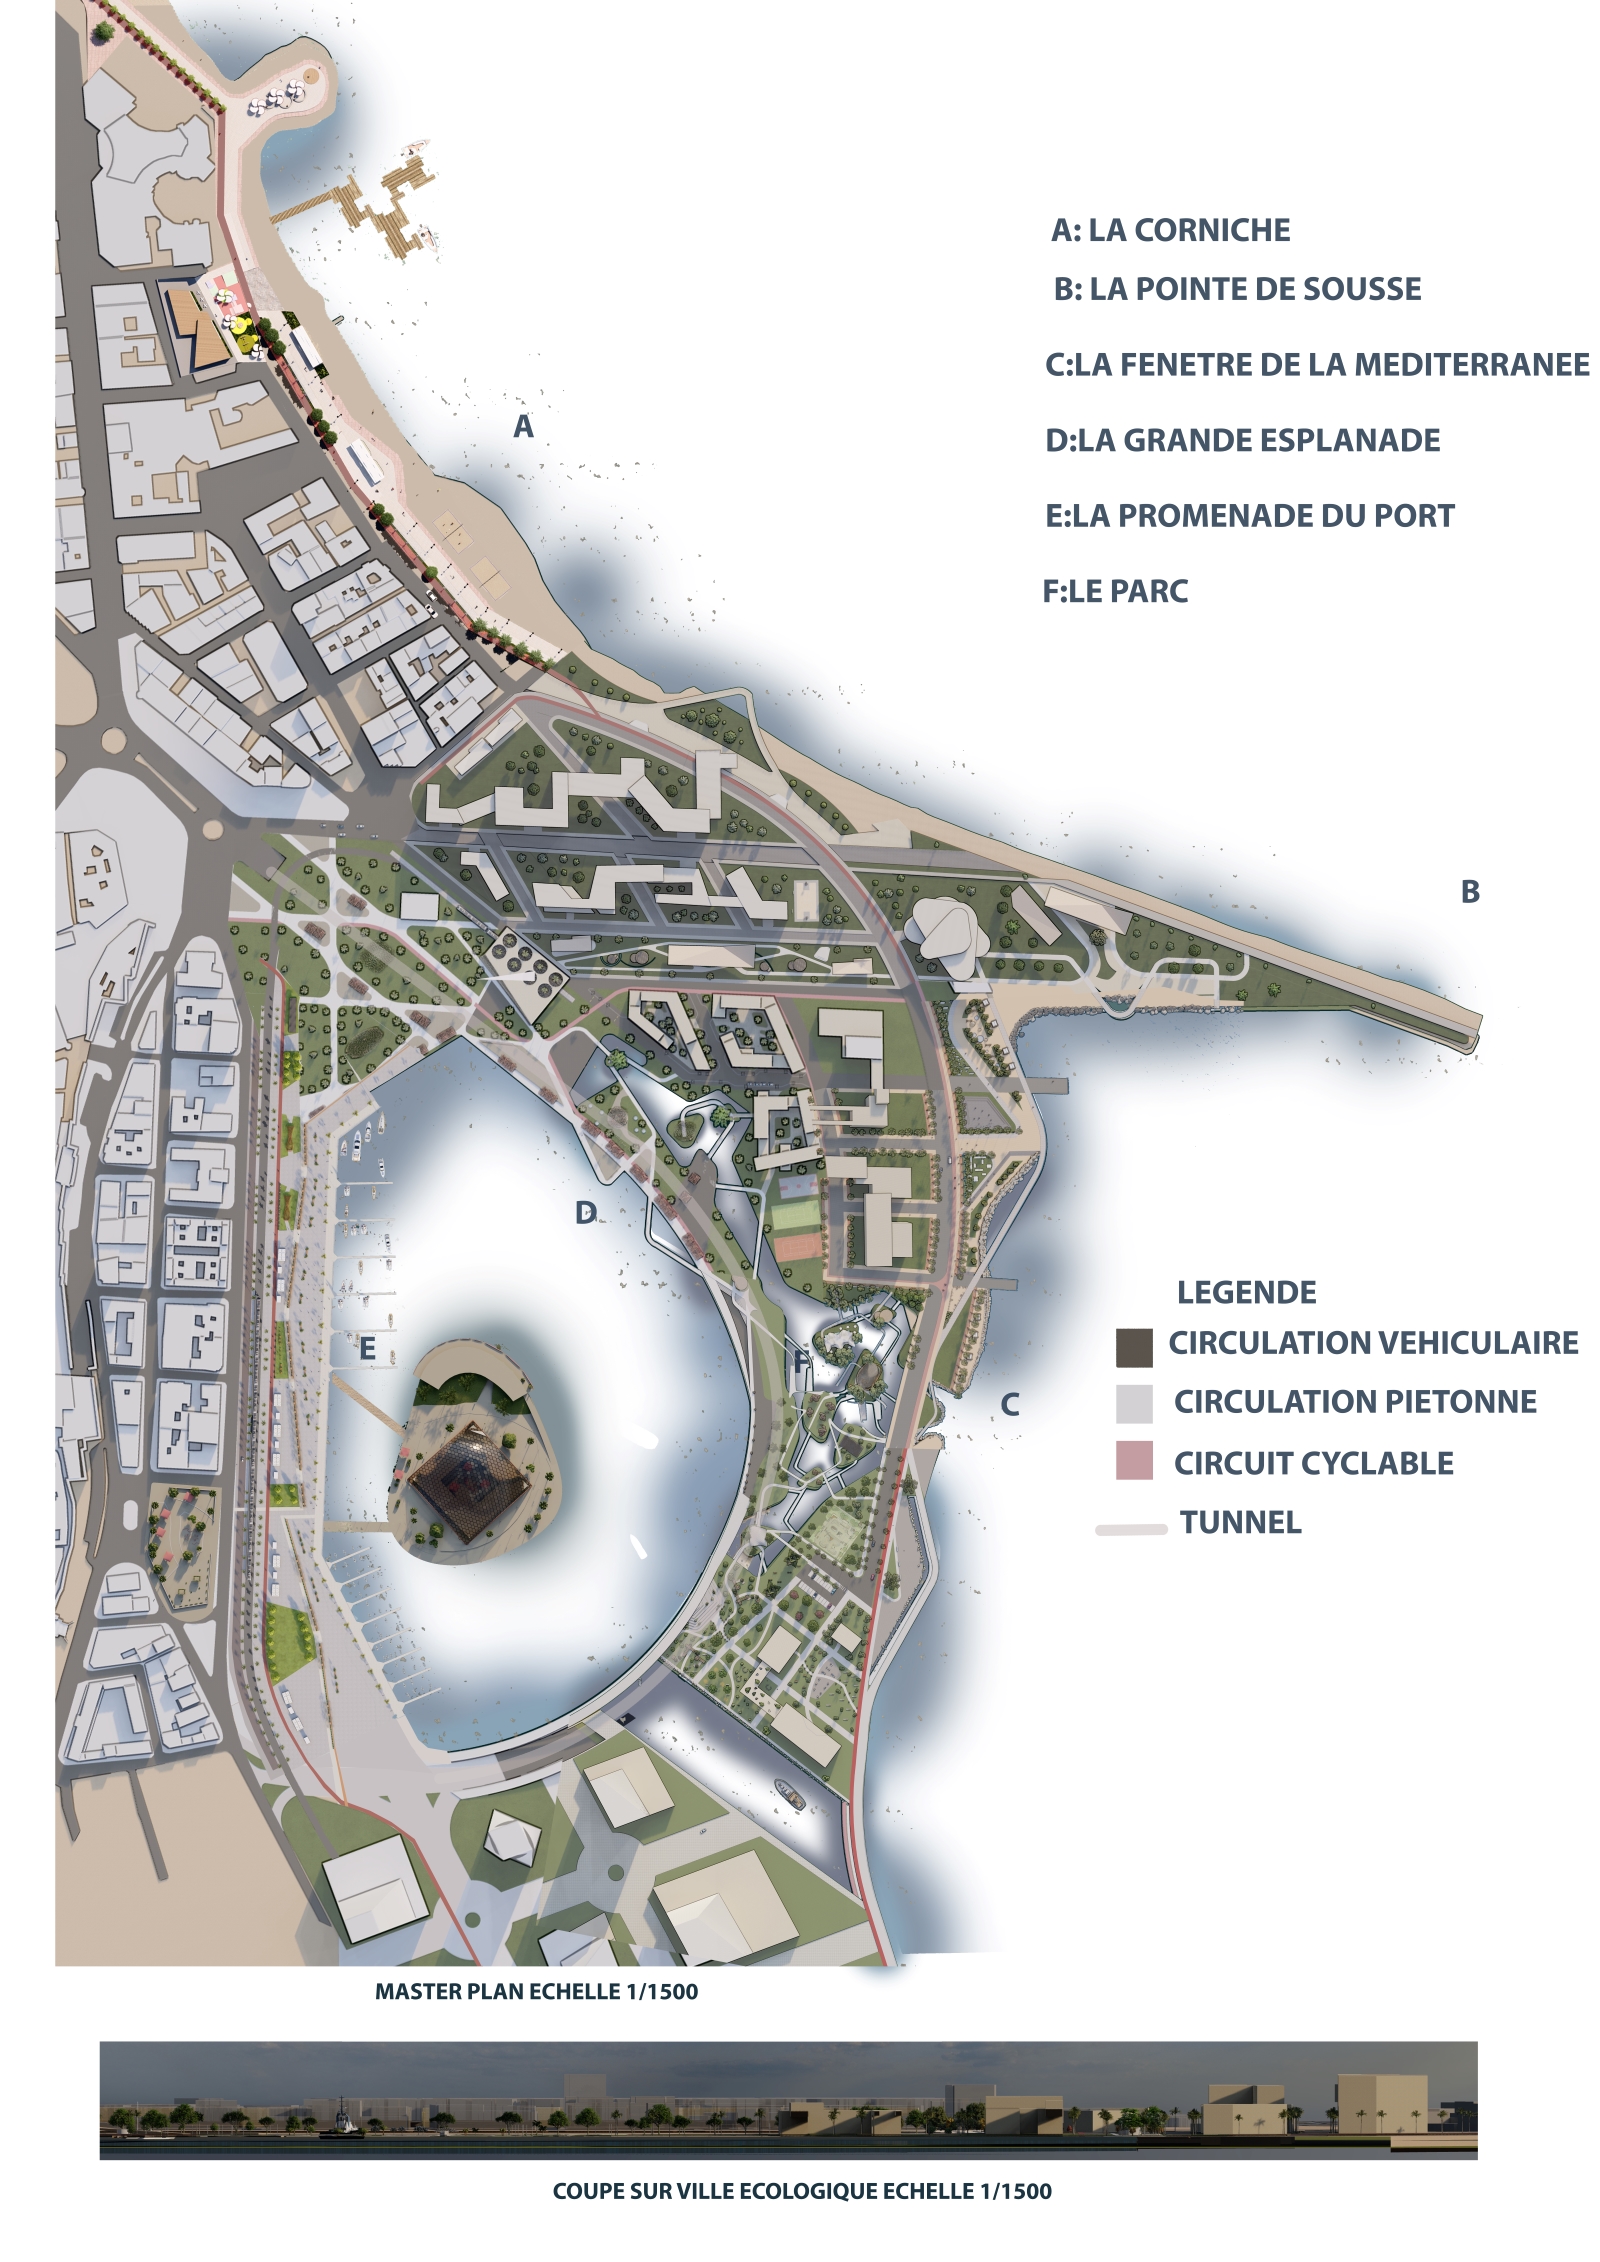 A: LA CORNICHE
B: LA POINTE DE SOUSSE
C:LA FENETRE DE LA MEDITERRANEE
D:LA GRANDE ESPLANADE
E:LA PROMENADE DU PORT
F:LE PARC
A
B
D
E
F
C
LEGENDE
CIRCULATION VEHICULAIRE
CIRCULATION PIETONNE
CIRCUIT CYCLABLE
TUNNEL
MASTER PLAN ECHELLE 1/1500
COUPE SUR VILLE ECOLOGIQUE ECHELLE 1/1500